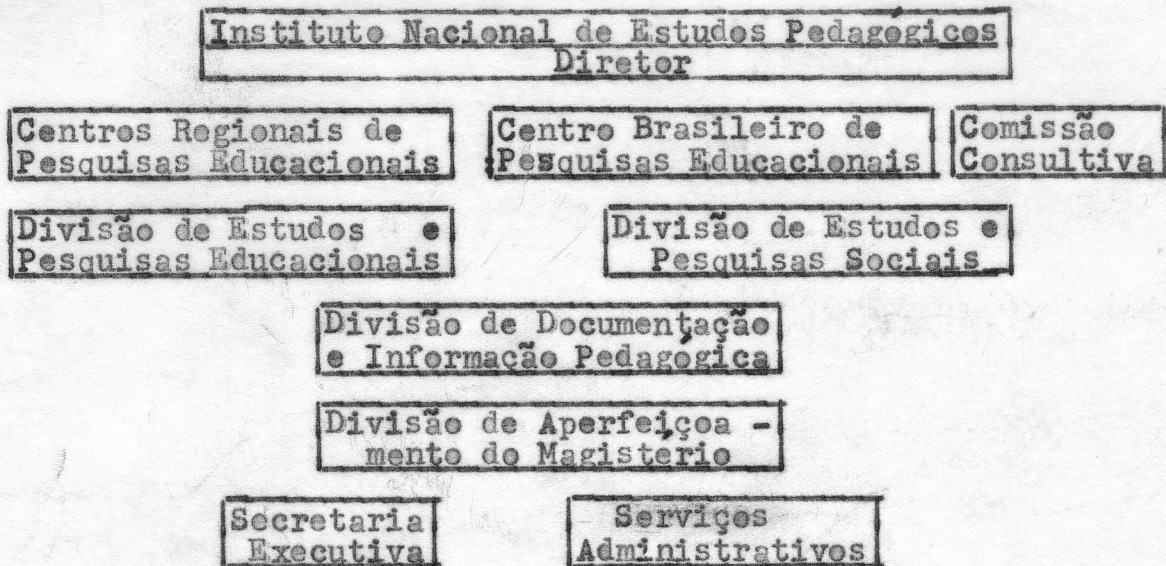 Instituto Nacional de Estudos Pedagógicos
Diretor
Centros Regionais de
Pesquisas Educacionais
Centro Brasileiro de
Pesquisas Educacionais
Comissão
Consultiva
Divisão de Estudos e
Pesquisas Educacionais
Divisão de Estudos e
Pesquisas Sociais
Divisão de Documentação
e Informação Pedagógica
Divisão de Aperfeiçoa -
mento do Magistério
Secretaria
Executiva
Serviços
Administrativos